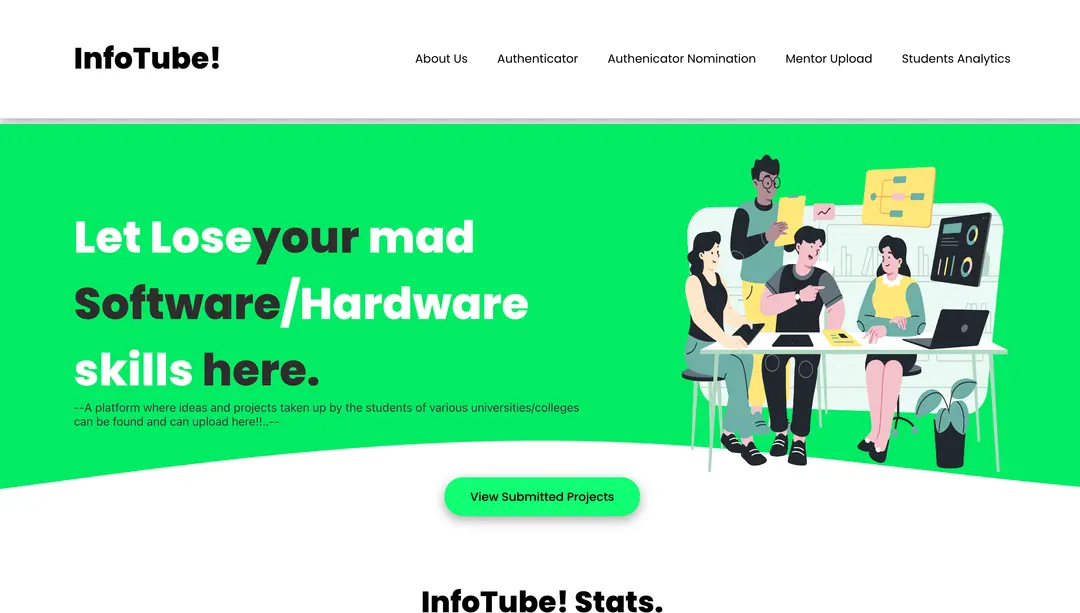 InfoTube!
About Us Authenticator Authenicator Nomination Mentor Upload Students Analytics
Let Loseyour mad
Software/Hardware
skills here.
--A platform where ideas and projects taken up by the students of various universities/colleges
can be found and can upload here!!..--
View Submitted Projects
InfoTube! Stats.